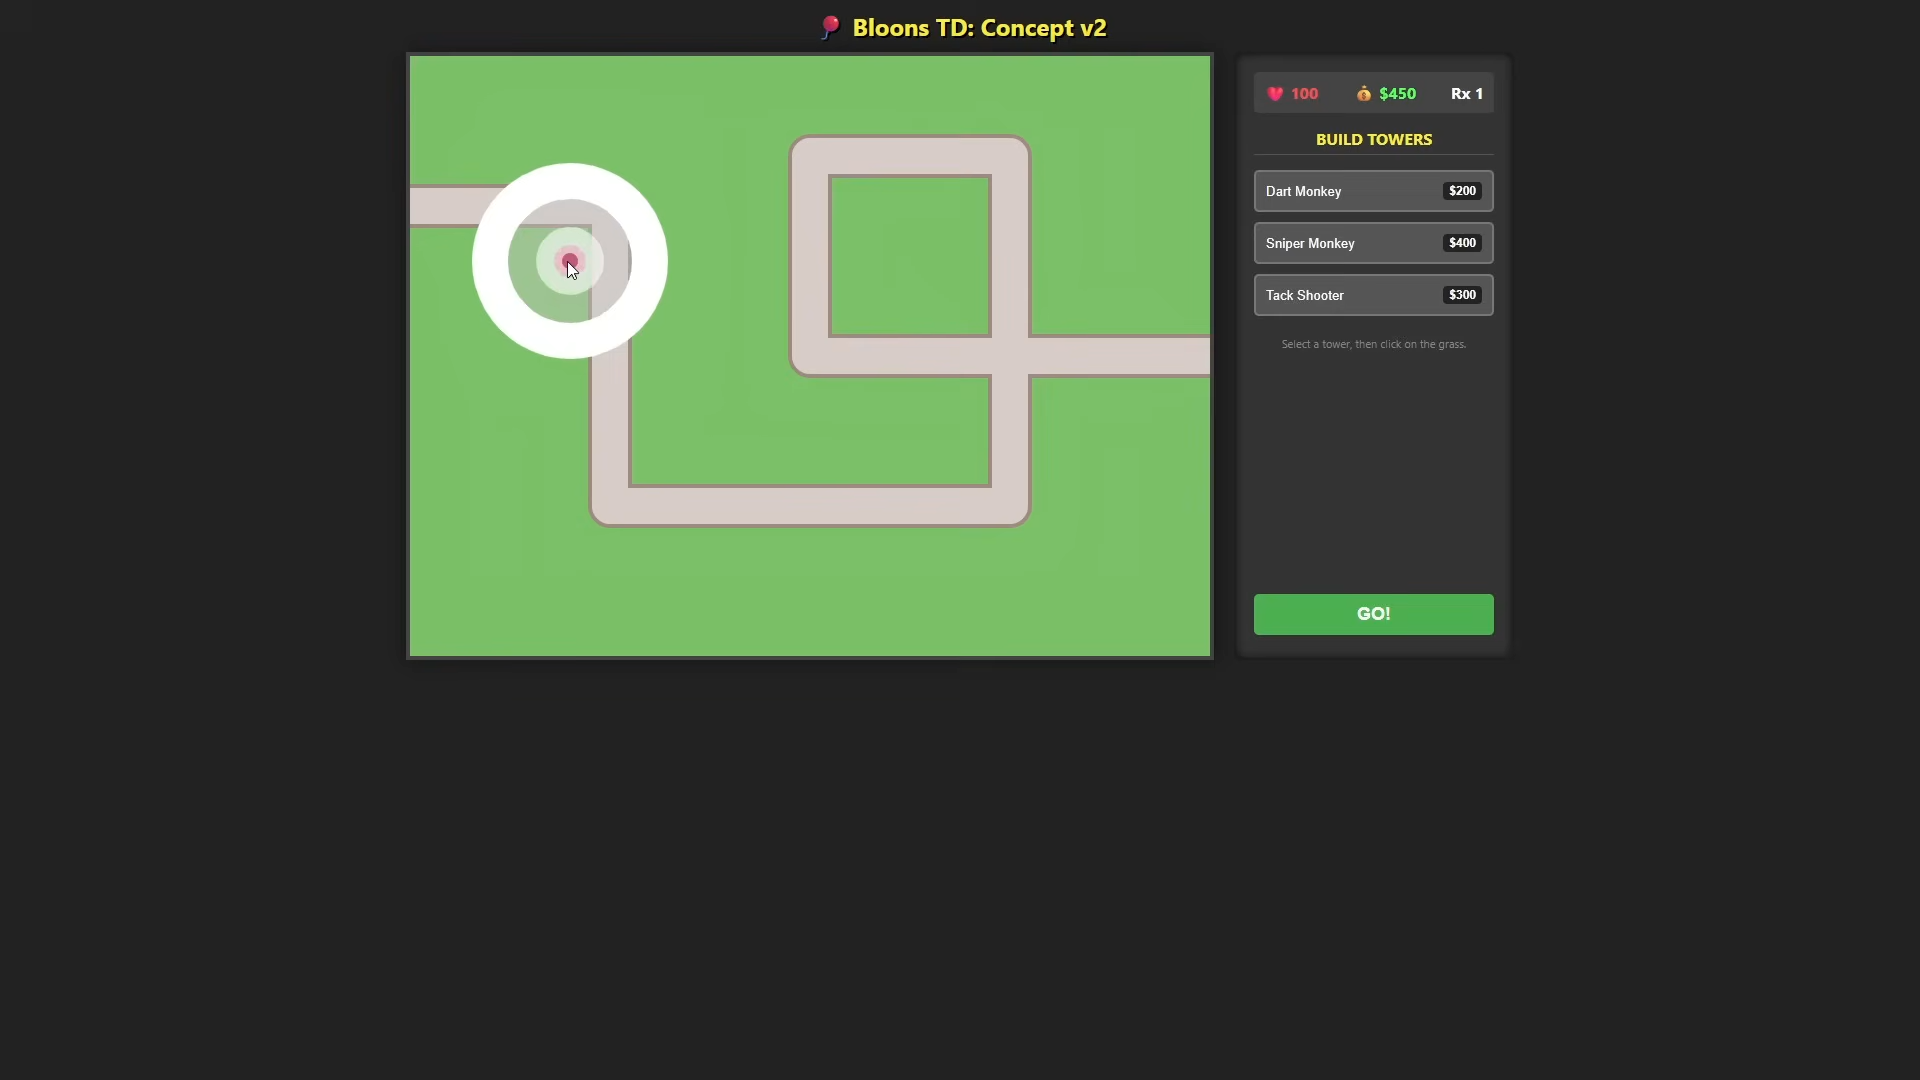 Bloons TD: Concept v2
100 $450 Rx 1
BUILD TOWERS
Dart Monkey $200
Sniper Monkey $400
Tack Shooter $300
Select a tower, then click on the grass.
GO!